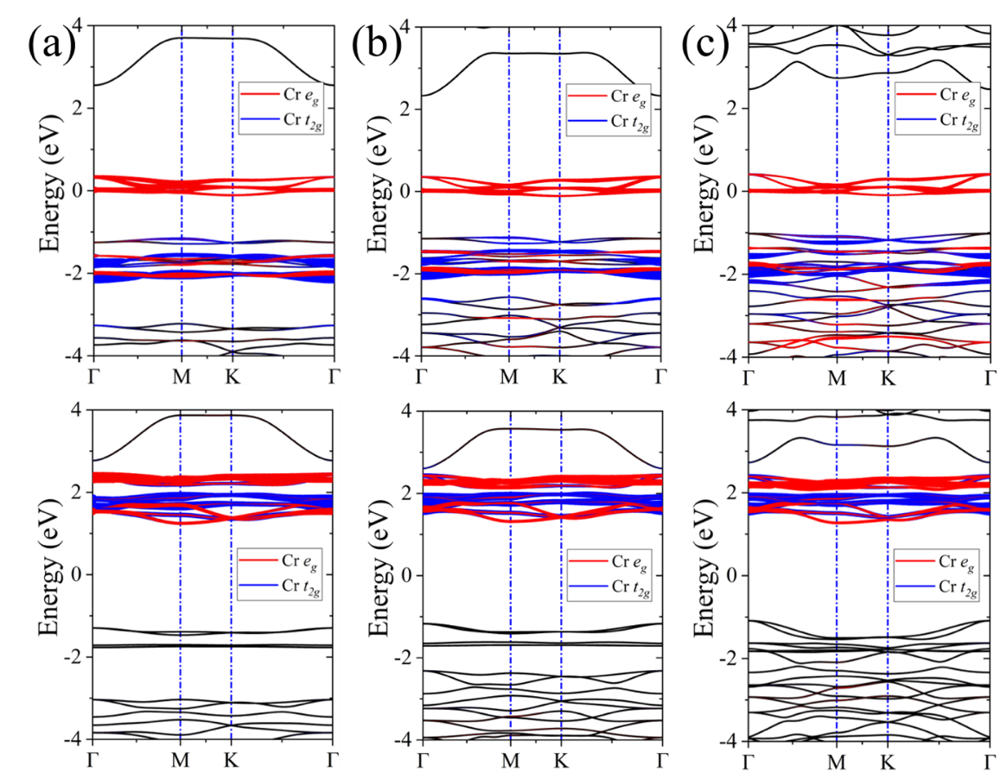 (a) (b) (c)
4 4 4
Cr eg Cr eg Cr eg
2 2 2
Cr t2g Cr t2g Cr t2g
Energy (eV) Energy (eV) Energy (eV)
0 0 0
-2 -2 -2
-4 -4 -4
Γ M K Γ Γ M K Γ Γ M K Γ
4 4 4
2 2 2
Energy (eV) Energy (eV) Energy (eV)
Cr eg Cr eg Cr eg
0 0 0
Cr t2g Cr t2g Cr t2g
-2 -2 -2
-4 -4 -4
Γ M K Γ Γ M K Γ Γ M K Γ